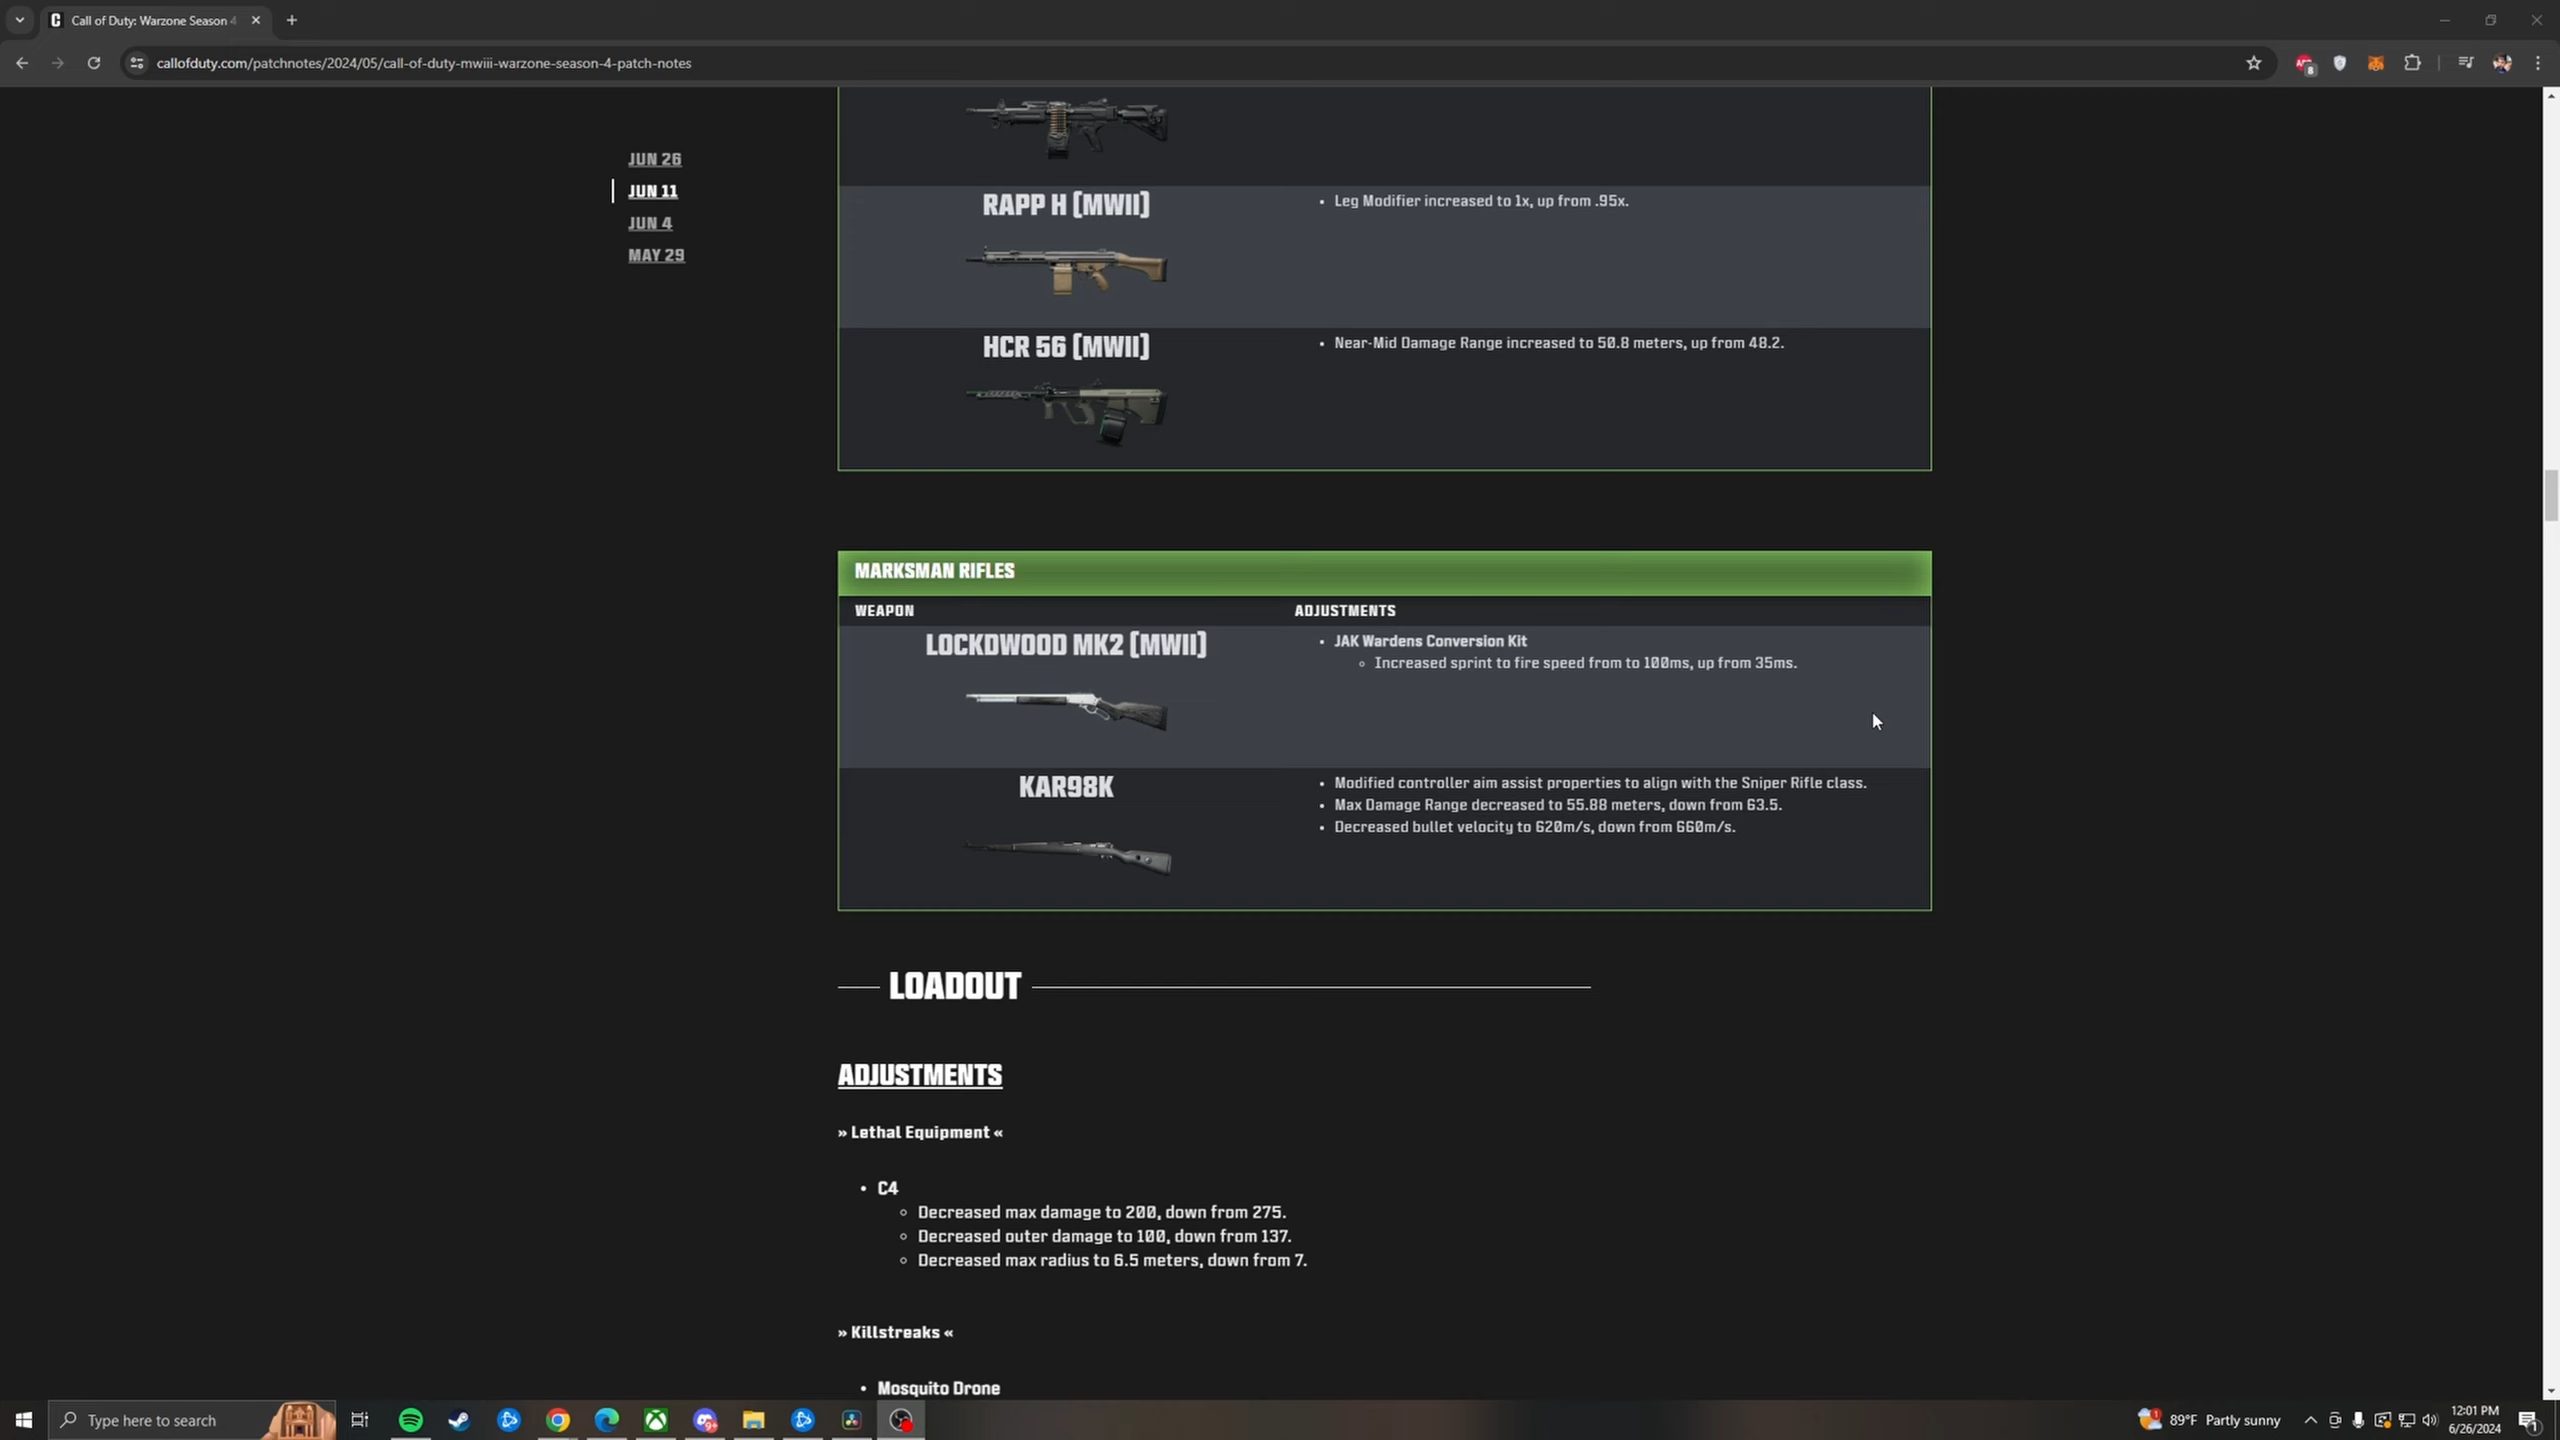 Call of Duty: Warzone Season 4
callofduty.com/patchnotes/2024/05/call-of-duty-mwiii-warzone-season-4-patch-notes
JUN 26
JUN 11
JUN 4
MAY 29
RAPP H [MWII]
• Leg Modifier increased to 1x, up from .95x.
HCR 56 [MWII]
• Near-Mid Damage Range increased to 50.8 meters, up from 48.2.
MARKSMAN RIFLES
WEAPON ADJUSTMENTS
LOCKDWOOD MK2 [MWII]
• JAK Wardens Conversion Kit
◦ Increased sprint to fire speed from to 100ms, up from 35ms.
KAR98K
• Modified controller aim assist properties to align with the Sniper Rifle class.
• Max Damage Range decreased to 55.88 meters, down from 63.5.
• Decreased bullet velocity to 620m/s, down from 660m/s.
LOADOUT
ADJUSTMENTS
» Lethal Equipment «
• C4
◦ Decreased max damage to 200, down from 275.
◦ Decreased outer damage to 100, down from 137.
◦ Decreased max radius to 6.5 meters, down from 7.
» Killstreaks «
• Mosquito Drone
Type here to search
89°F Partly sunny
12:01 PM
6/26/2024